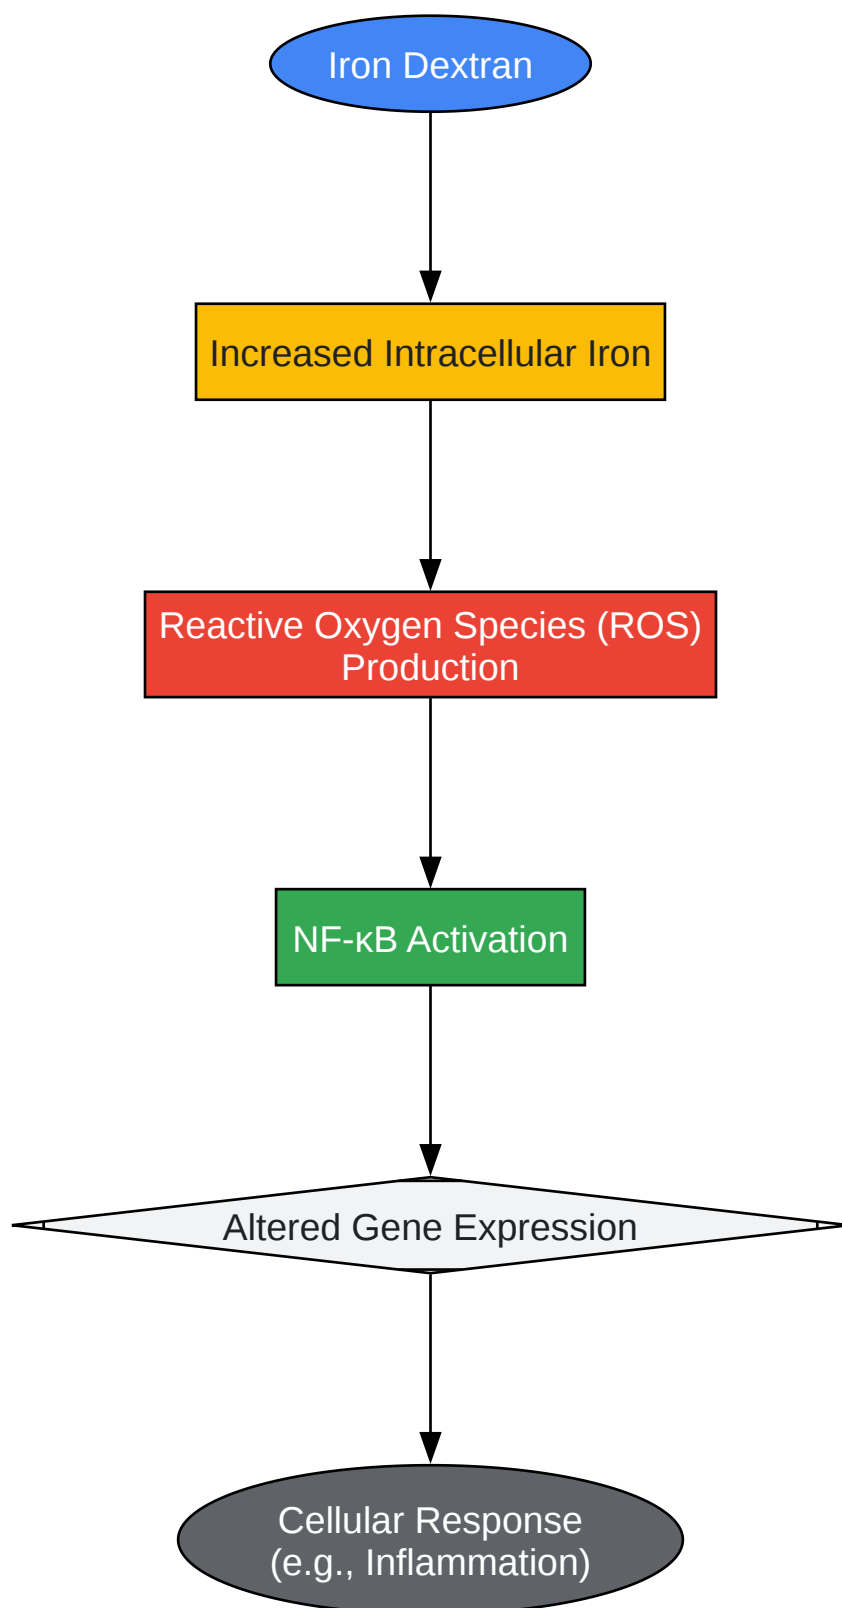 Iron Dextran
Increased Intracellular Iron
Reactive Oxygen Species (ROS)
Production
NF-κB Activation
Altered Gene Expression
Cellular Response
(e.g., Inflammation)